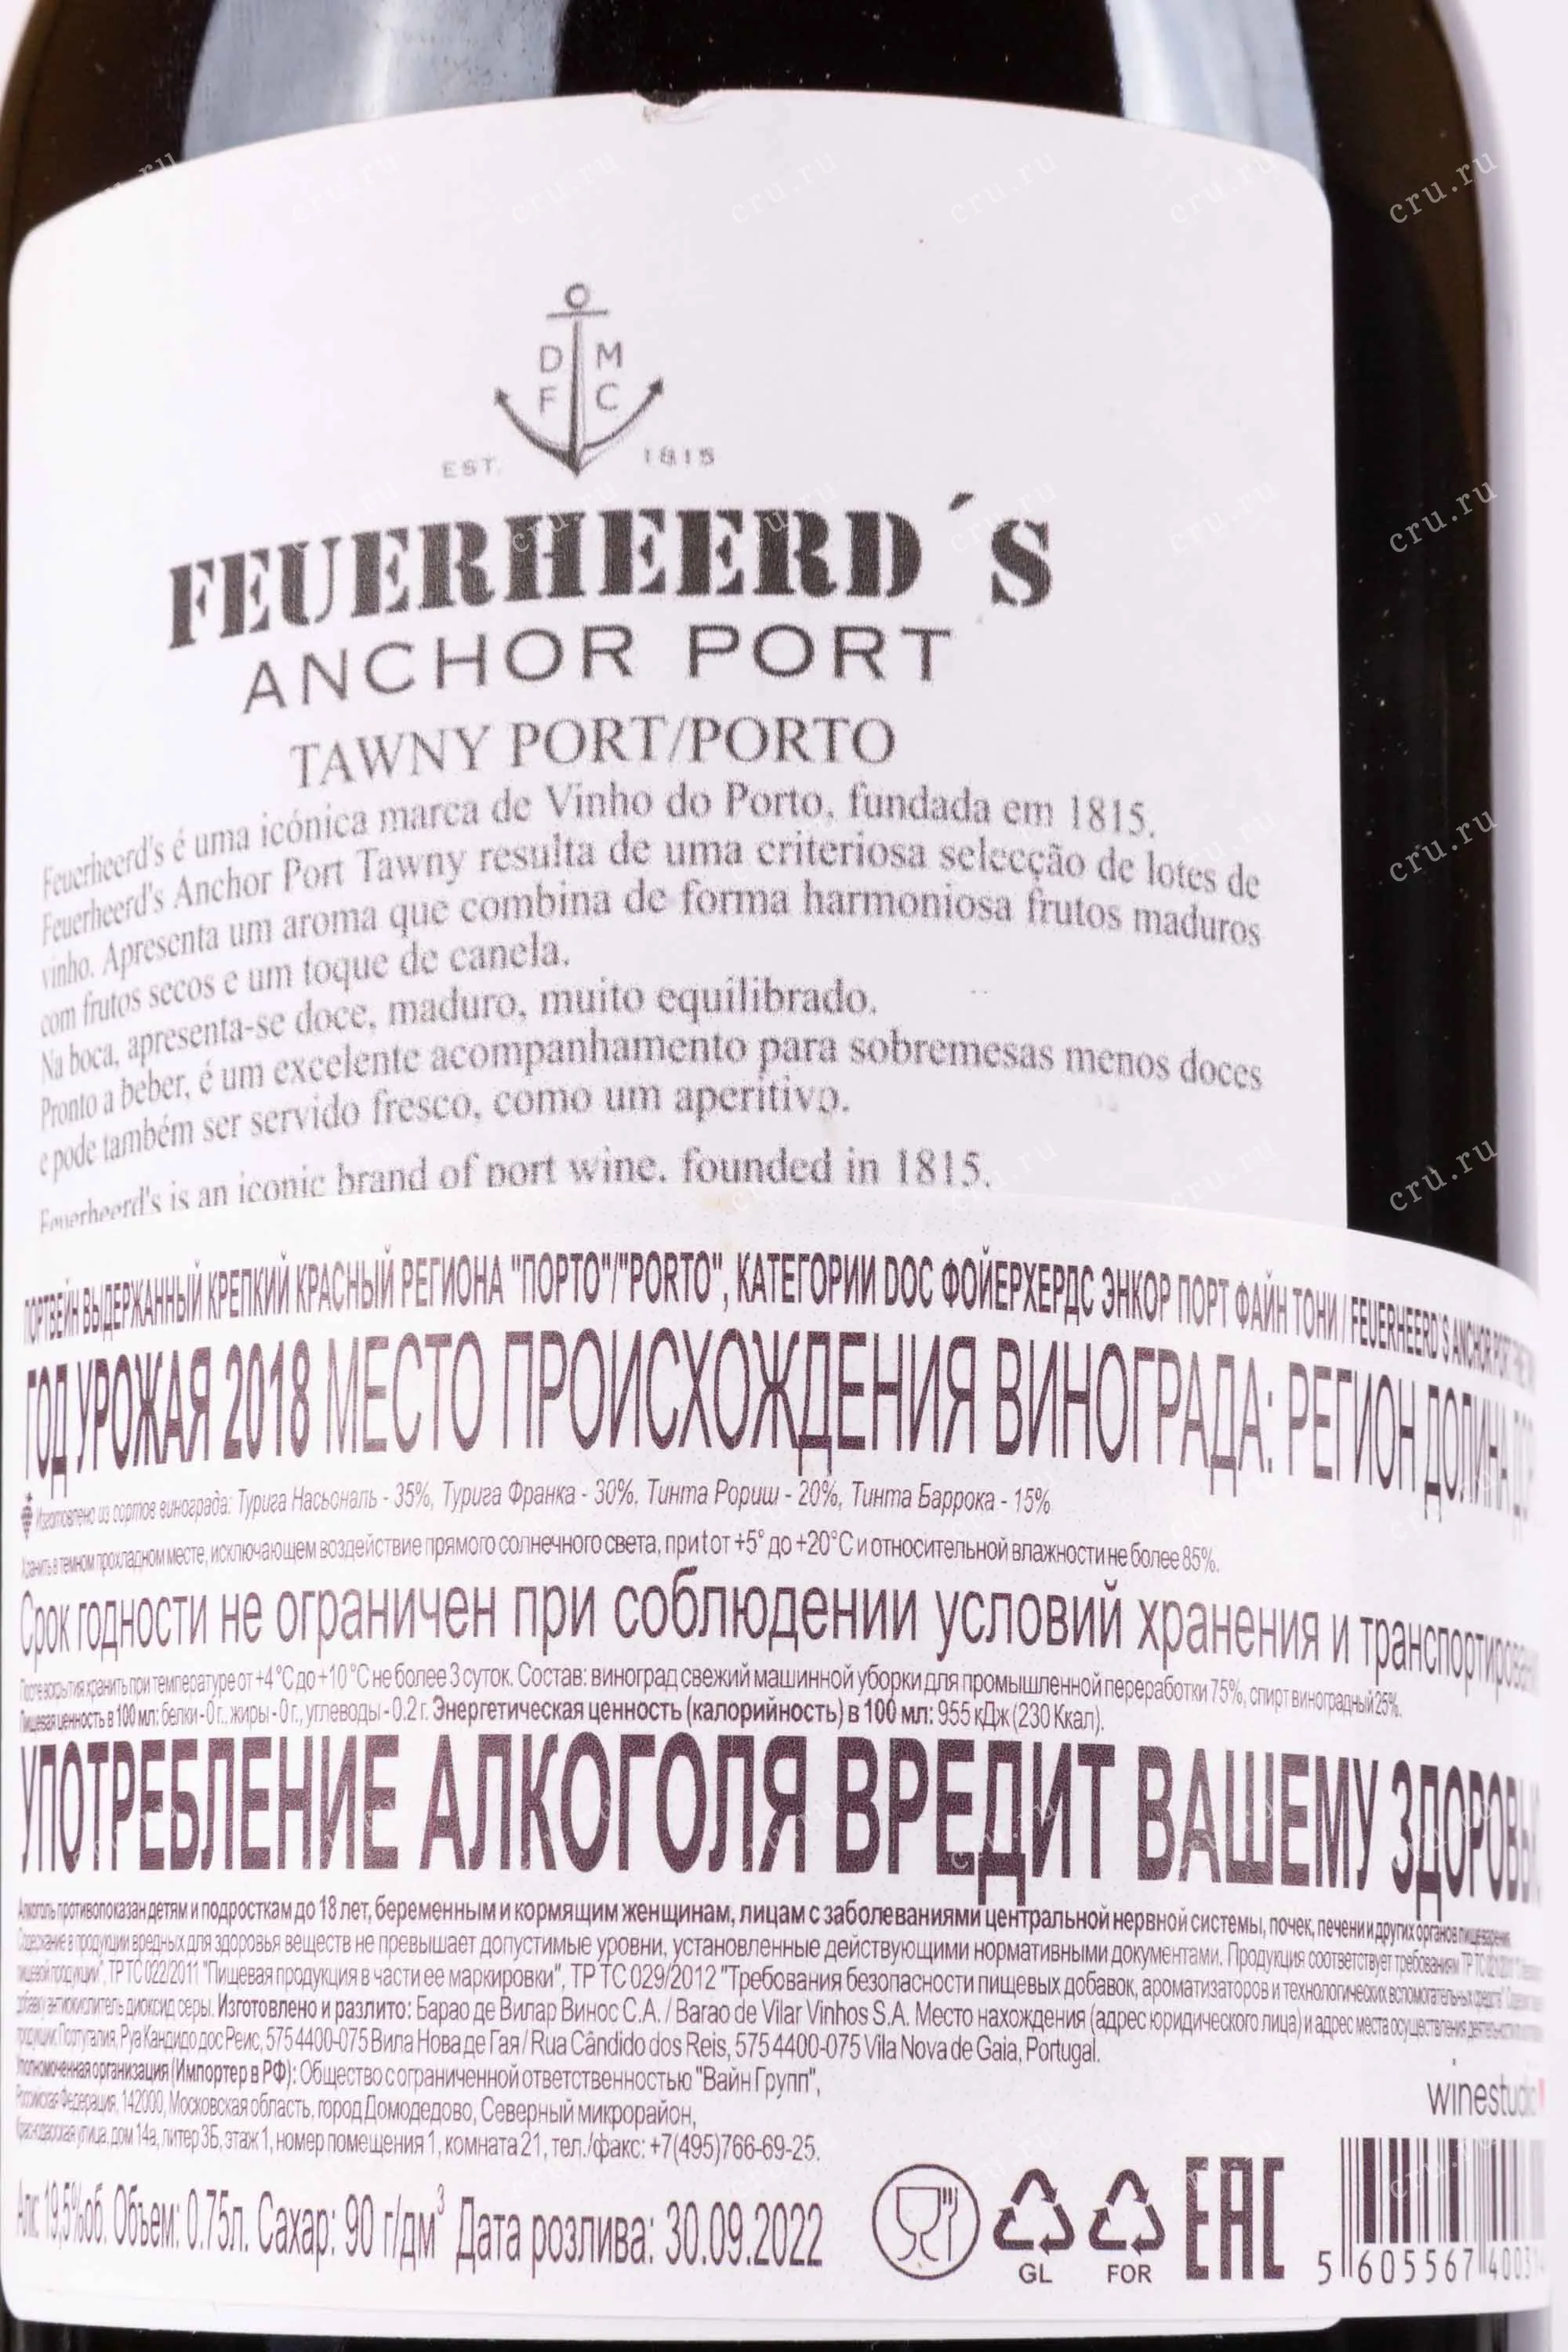 D M
F C
EST. 1815
FEUERHEERD´S
ANCHOR PORT
TAWNY PORT/PORTO
Feuerheerd's é uma icónica marca de Vinho do Porto, fundada em 1815.
Feuerheerd's Anchor Port Tawny resulta de uma criteriosa selecção de lotes de
vinho. Apresenta um aroma que combina de forma harmoniosa frutos maduros
com frutos secos e um toque de canela.
Na boca, apresenta-se doce, maduro, muito equilibrado.
Pronto a beber, é um excelente acompanhamento para sobremesas menos doces
e pode também ser servido fresco, como um aperitivo.
Feuerheerd's is an iconic brand of port wine. founded in 1815.
ПОРТВЕЙН ВЫДЕРЖАННЫЙ КРЕПКИЙ КРАСНЫЙ РЕГИОНА "ПОРТО"/"PORTO", КАТЕГОРИИ DOC ФОЙЕРХЕРДС ЭНКОР ПОРТ ФАЙН ТОНИ / FEUERHEERD´S ANCHOR PORT
ГОД УРОЖАЯ 2018 МЕСТО ПРОИСХОЖДЕНИЯ ВИНОГРАДА: РЕГИОН ДОЛИНА
Изготовлено из сортов винограда: Турига Насьональ - 35%, Турига Франка - 30%, Тинта Рориш - 20%, Тинта Баррока - 15%
Хранить в темном прохладном месте, исключающем воздействие прямого солнечного света, при t от +5° до +20°C и относительной влажности не более 85%.
Срок годности не ограничен при соблюдении условий хранения и транспортирован
После вскрытия хранить при температуре от +4 °C до +10 °C не более 3 суток. Состав: виноград свежий машинной уборки для промышленной переработки 75%, спирт виноградный 25%.
Пищевая ценность в 100 мл: белки - 0 г., жиры - 0 г., углеводы - 0.2 г. Энергетическая ценность (калорийность) в 100 мл: 955 кДж (230 Ккал).
УПОТРЕБЛЕНИЕ АЛКОГОЛЯ ВРЕДИТ ВАШЕМУ ЗДОРОВЬЮ
Алкоголь противопоказан детям и подросткам до 18 лет, беременным и кормящим женщинам, лицам с заболеваниями центральной нервной системы, почек, печени и других органов пищеварения.
Содержание в продукции вредных для здоровья веществ не превышает допустимые уровни, установленные действующими нормативными документами. Продукция соответствует требованиям ТР ТС
пищевой продукции", ТР ТС 022/2011 "Пищевая продукция в части ее маркировки", ТР ТС 029/2012 "Требования безопасности пищевых добавок, ароматизаторов и технологических вспомогательных средств".
добавку антиокислитель диоксид серы. Изготовлено и разлито: Барао де Вилар Винос С.А. / Barao de Vilar Vinhos S.A. Место нахождения (адрес юридического лица) и адрес места осуществления деятельности
продукции: Португалия, Руа Кандидо дос Реис, 575 4400-075 Вила Нова де Гая / Rua Cândido dos Reis, 575 4400-075 Vila Nova de Gaia, Portugal.
Уполномоченная организация (Импортер в РФ): Общество с ограниченной ответственностью "Вайн Групп",
Российская Федерация, 142000, Московская область, город Домодедово, Северный микрорайон,
Краснодарская улица, дом 14а, литер 3Б, этаж 1, номер помещения 1, комната 21, тел./факс: +7(495)766-69-25.
winestudio
Алк. 19,5%об. Объем: 0.75л. Сахар: 90 г/дм³ Дата розлива: 30.09.2022
GL FOR EAC
5 605567 4003
cru.ru